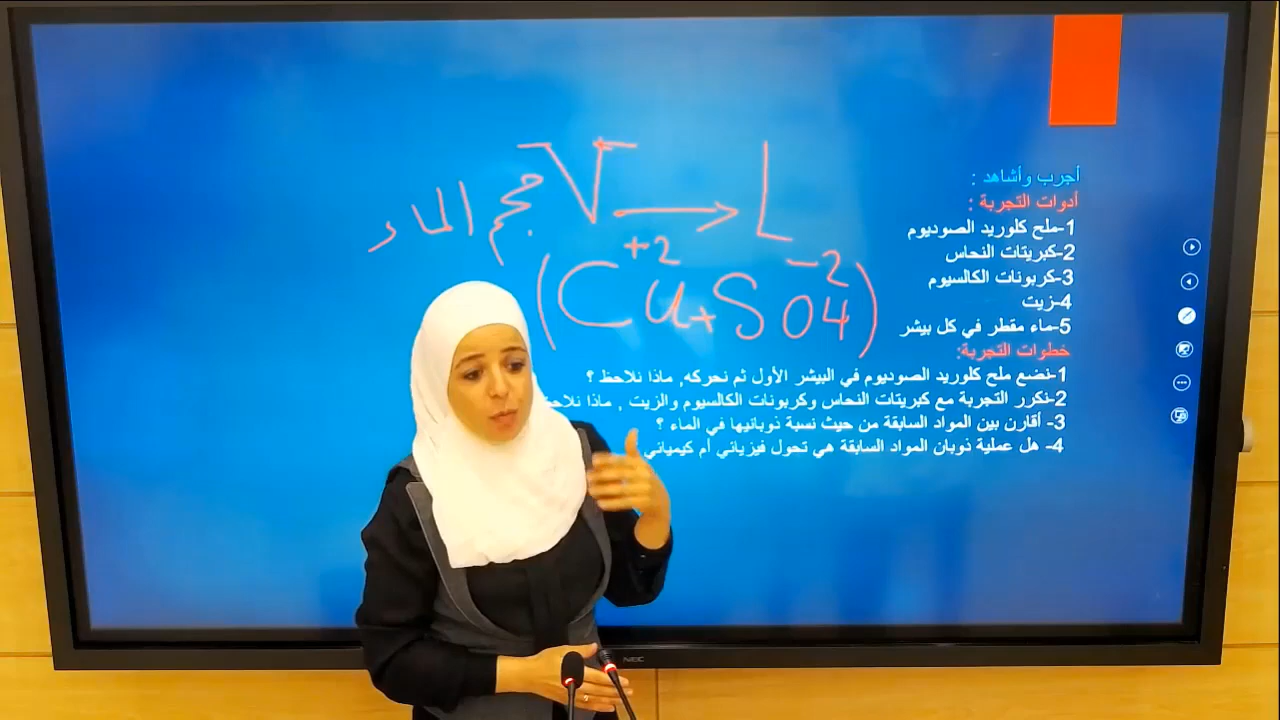 أجرب وأشاهد :
أدوات التجربة :
1-ملح كلوريد الصوديوم
2-كبريتات النحاس
3-كربونات الكالسيوم
4-زيت
5-ماء مقطر في كل بيشر
خطوات التجربة:
1-نضع ملح كلوريد الصوديوم في البيشر الأول ثم نحركه, ماذا نلاحظ ؟
2-نكرر التجربة مع كبريتات النحاس وكربونات الكالسيوم والزيت , ماذا نلاحظ
3- أقارن بين المواد السابقة من حيث نسبة ذوبانيها في الماء ؟
4- هل عملية ذوبان المواد السابقة هي تحول فيزيائي أم كيميائي
حجم الماء V → L
(Cu+2 + SO4-2)
NEC